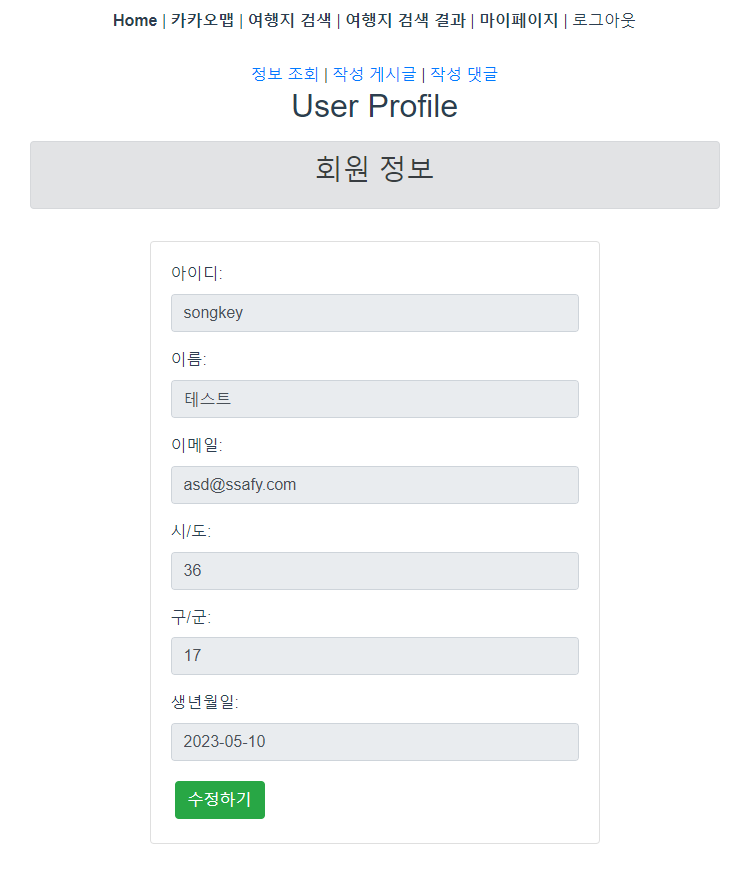 Home | 카카오맵 | 여행지 검색 | 여행지 검색 결과 | 마이페이지 | 로그아웃
정보 조회 | 작성 게시글 | 작성 댓글
User Profile
회원 정보
아이디:
songkey
이름:
테스트
이메일:
asd@ssafy.com
시/도:
36
구/군:
17
생년월일:
2023-05-10
수정하기